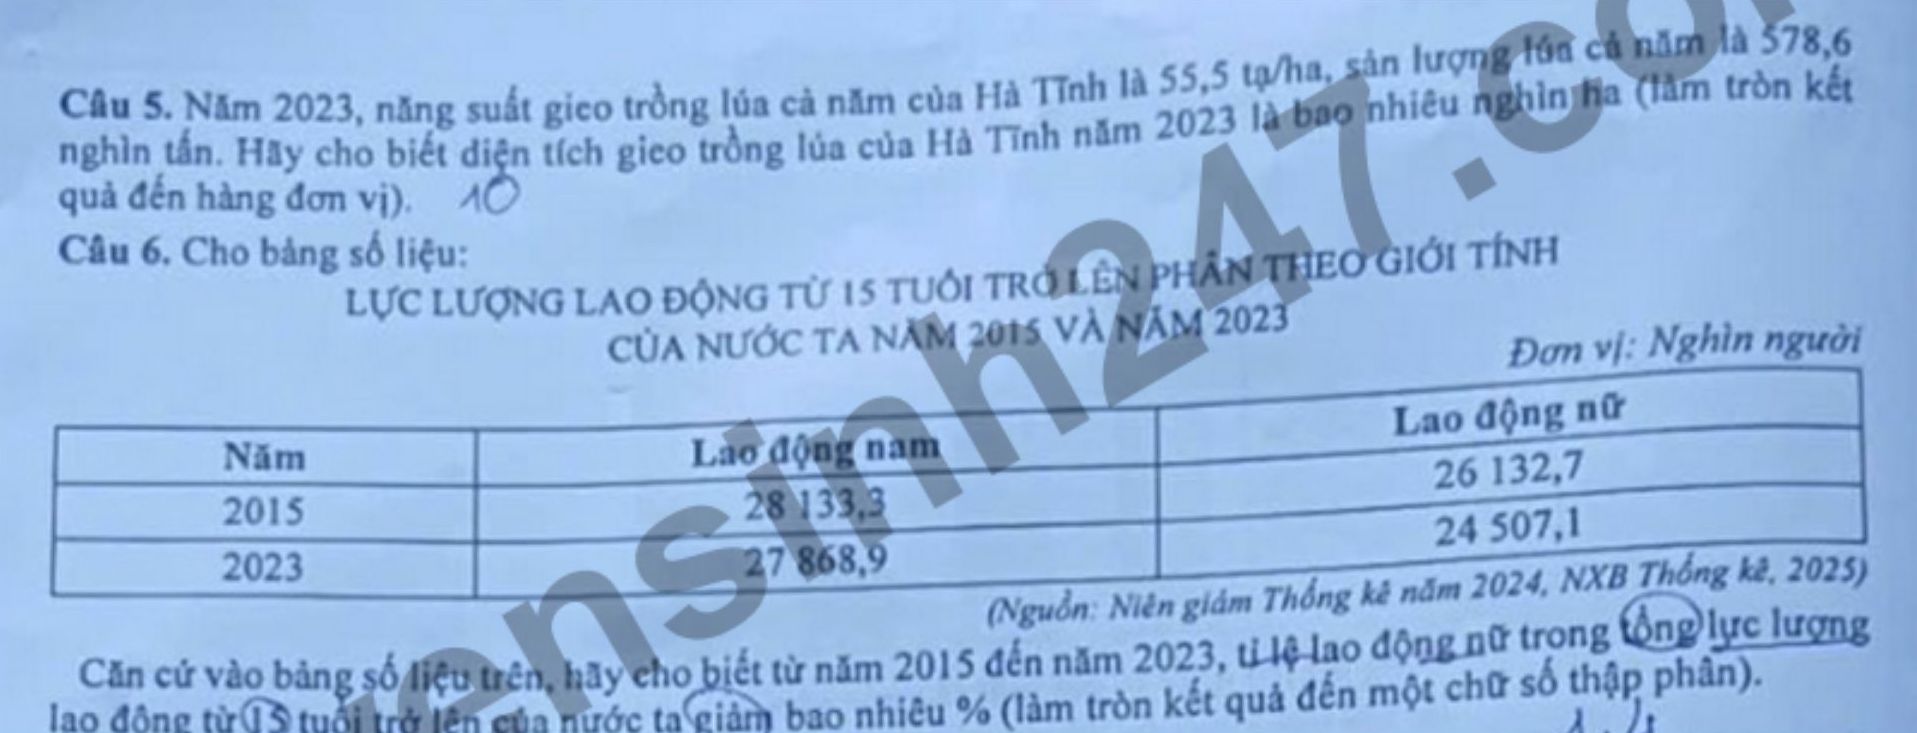 Câu 5. Năm 2023, năng suất gieo trồng lúa cả năm của Hà Tĩnh là 55,5 tạ/ha, sản lượng lúa cả năm là 578,6
nghìn tấn. Hãy cho biết diện tích gieo trồng lúa của Hà Tĩnh năm 2023 là bao nhiêu nghìn ha (làm tròn kết
quả đến hàng đơn vị). 10
Câu 6. Cho bảng số liệu:
LỰC LƯỢNG LAO ĐỘNG TỪ 15 TUỔI TRỞ LÊN PHÂN THEO GIỚI TÍNH
CỦA NƯỚC TA NĂM 2015 VÀ NĂM 2023
Đơn vị: Nghìn người
Năm Lao động nam Lao động nữ
2015 28 133,3 26 132,7
2023 27 868,9 24 507,1
(Nguồn: Niên giám Thống kê năm 2024, NXB Thống kê, 2025)
Căn cứ vào bảng số liệu trên, hãy cho biết từ năm 2015 đến năm 2023, tỉ lệ lao động nữ trong tổng lực lượng
lao động từ 15 tuổi trở lên của nước ta giảm bao nhiêu % (làm tròn kết quả đến một chữ số thập phân).
ensinh247.co